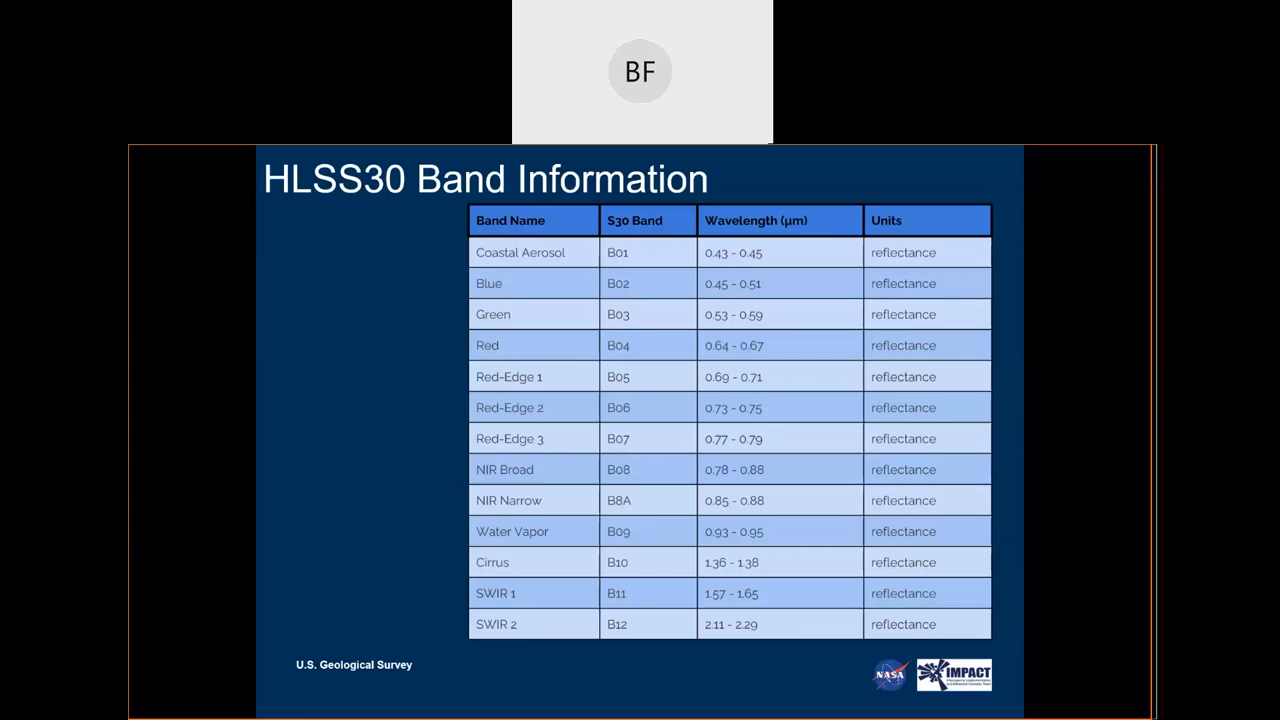 BF
HLSS30 Band Information
Band Name S30 Band Wavelength (µm) Units
Coastal Aerosol B01 0.43 - 0.45 reflectance
Blue B02 0.45 - 0.51 reflectance
Green B03 0.53 - 0.59 reflectance
Red B04 0.64 - 0.67 reflectance
Red-Edge 1 B05 0.69 - 0.71 reflectance
Red-Edge 2 B06 0.73 - 0.75 reflectance
Red-Edge 3 B07 0.77 - 0.79 reflectance
NIR Broad B08 0.78 - 0.88 reflectance
NIR Narrow B8A 0.85 - 0.88 reflectance
Water Vapor B09 0.93 - 0.95 reflectance
Cirrus B10 1.36 - 1.38 reflectance
SWIR 1 B11 1.57 - 1.65 reflectance
SWIR 2 B12 2.11 - 2.29 reflectance
U.S. Geological Survey
NASA
IMPACT